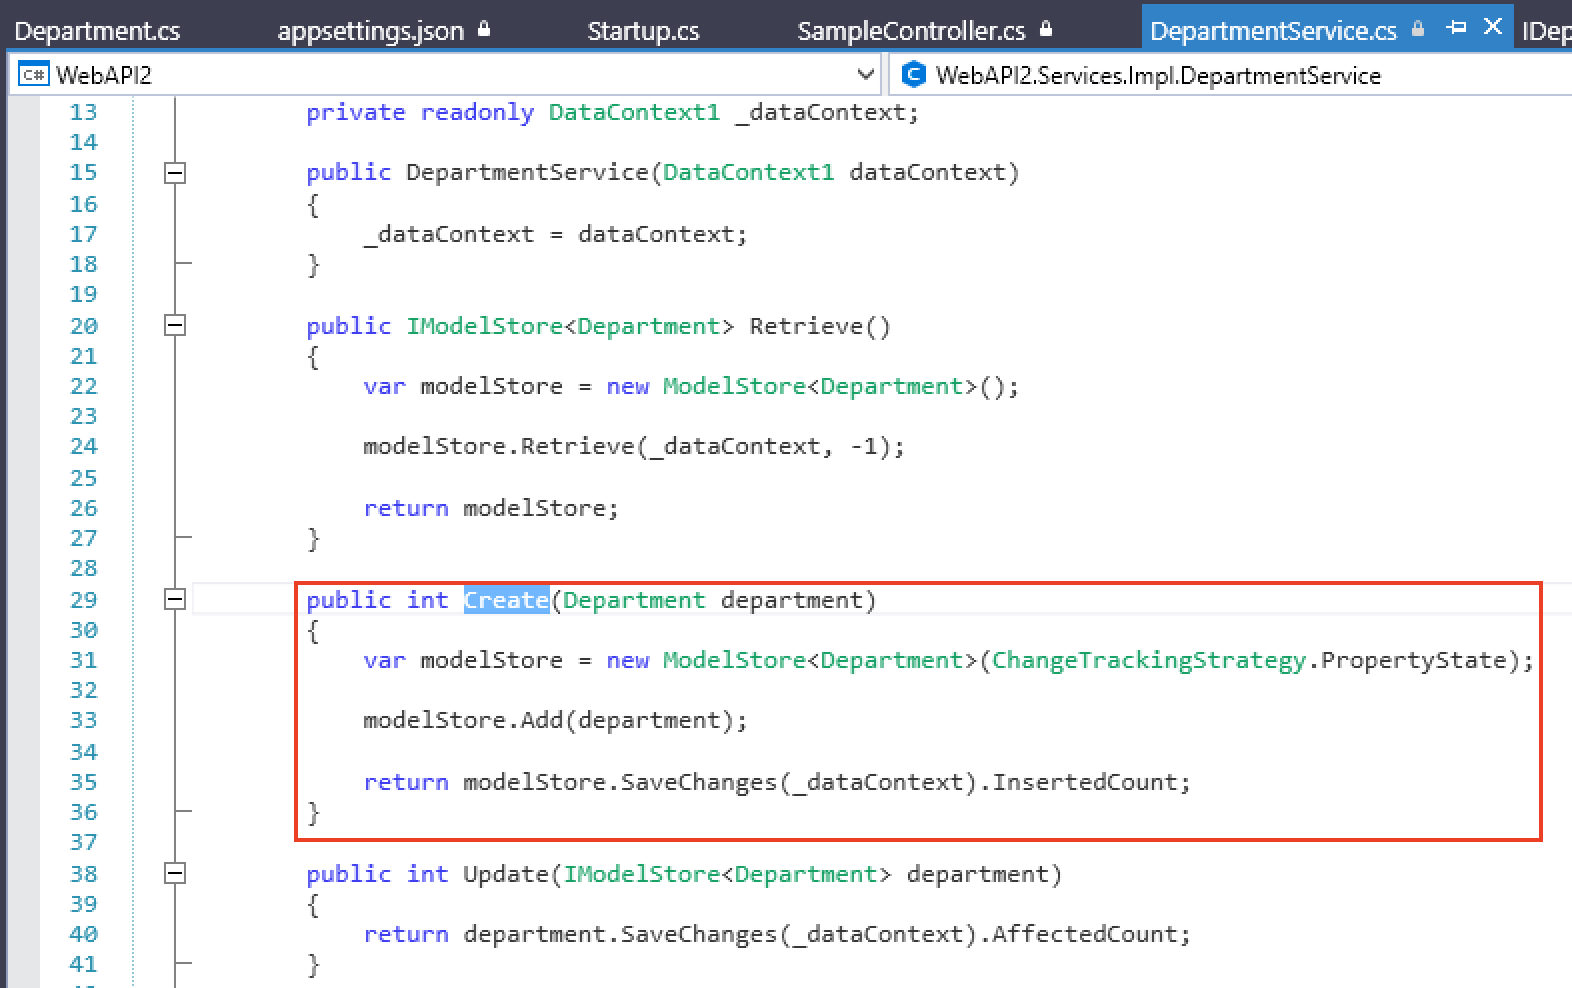 Department.cs appsettings.json Startup.cs SampleController.cs DepartmentService.cs IDep
C# WebAPI2 C WebAPI2.Services.Impl.DepartmentService
13 private readonly DataContext1 _dataContext;
14
15 public DepartmentService(DataContext1 dataContext)
16 {
17 _dataContext = dataContext;
18 }
19
20 public IModelStore<Department> Retrieve()
21 {
22 var modelStore = new ModelStore<Department>();
23
24 modelStore.Retrieve(_dataContext, -1);
25
26 return modelStore;
27 }
28
29 public int Create(Department department)
30 {
31 var modelStore = new ModelStore<Department>(ChangeTrackingStrategy.PropertyState);
32
33 modelStore.Add(department);
34
35 return modelStore.SaveChanges(_dataContext).InsertedCount;
36 }
37
38 public int Update(IModelStore<Department> department)
39 {
40 return department.SaveChanges(_dataContext).AffectedCount;
41 }